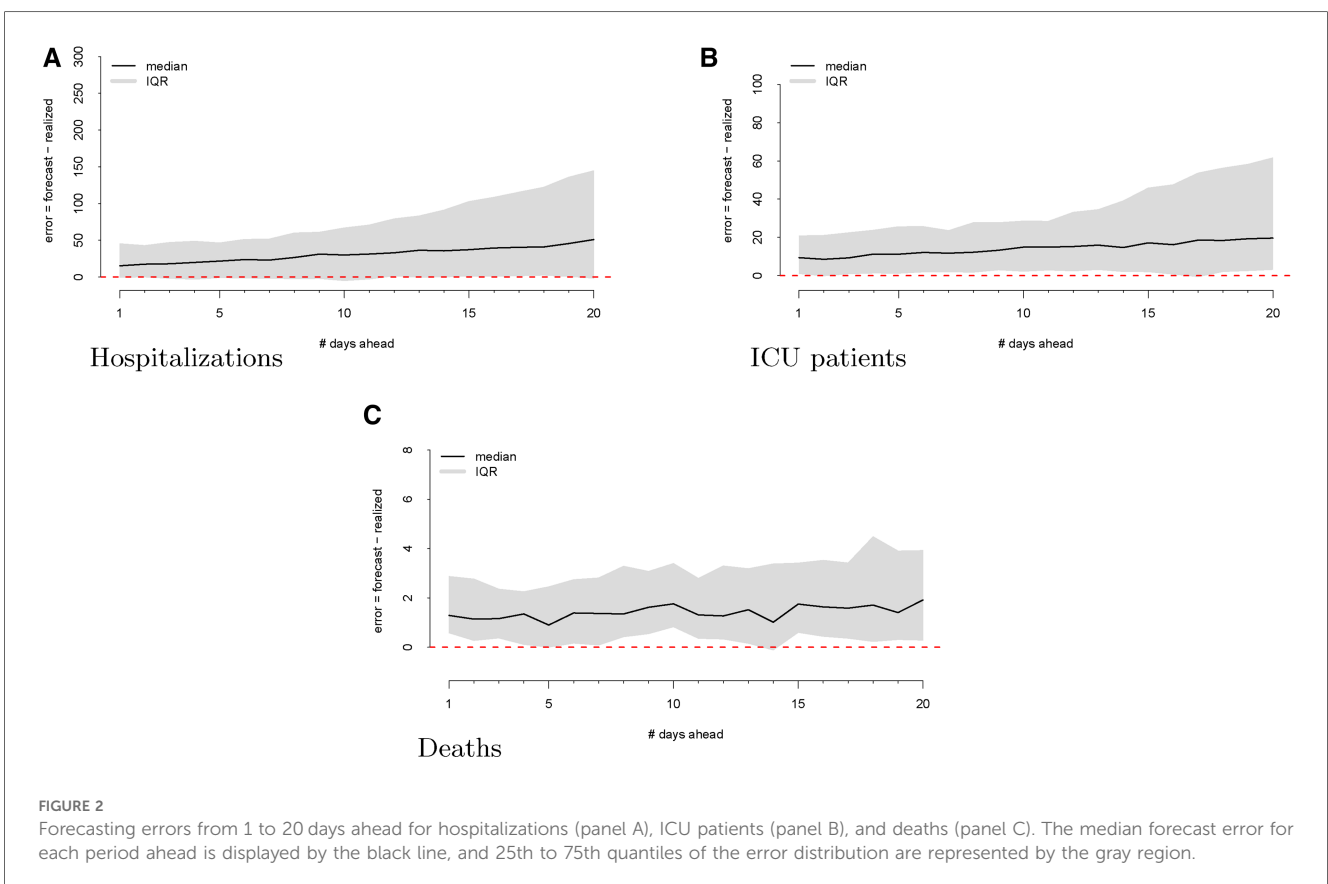 A
300
250
200
150
100
50
0
error = forecast − realized
median
IQR
1 5 10 15 20
# days ahead
Hospitalizations
B
100
80
60
40
20
0
error = forecast − realized
median
IQR
1 5 10 15 20
# days ahead
ICU patients
C
8
6
4
2
0
error = forecast − realized
median
IQR
1 5 10 15 20
# days ahead
Deaths
FIGURE 2
Forecasting errors from 1 to 20 days ahead for hospitalizations (panel A), ICU patients (panel B), and deaths (panel C). The median forecast error for
each period ahead is displayed by the black line, and 25th to 75th quantiles of the error distribution are represented by the gray region.